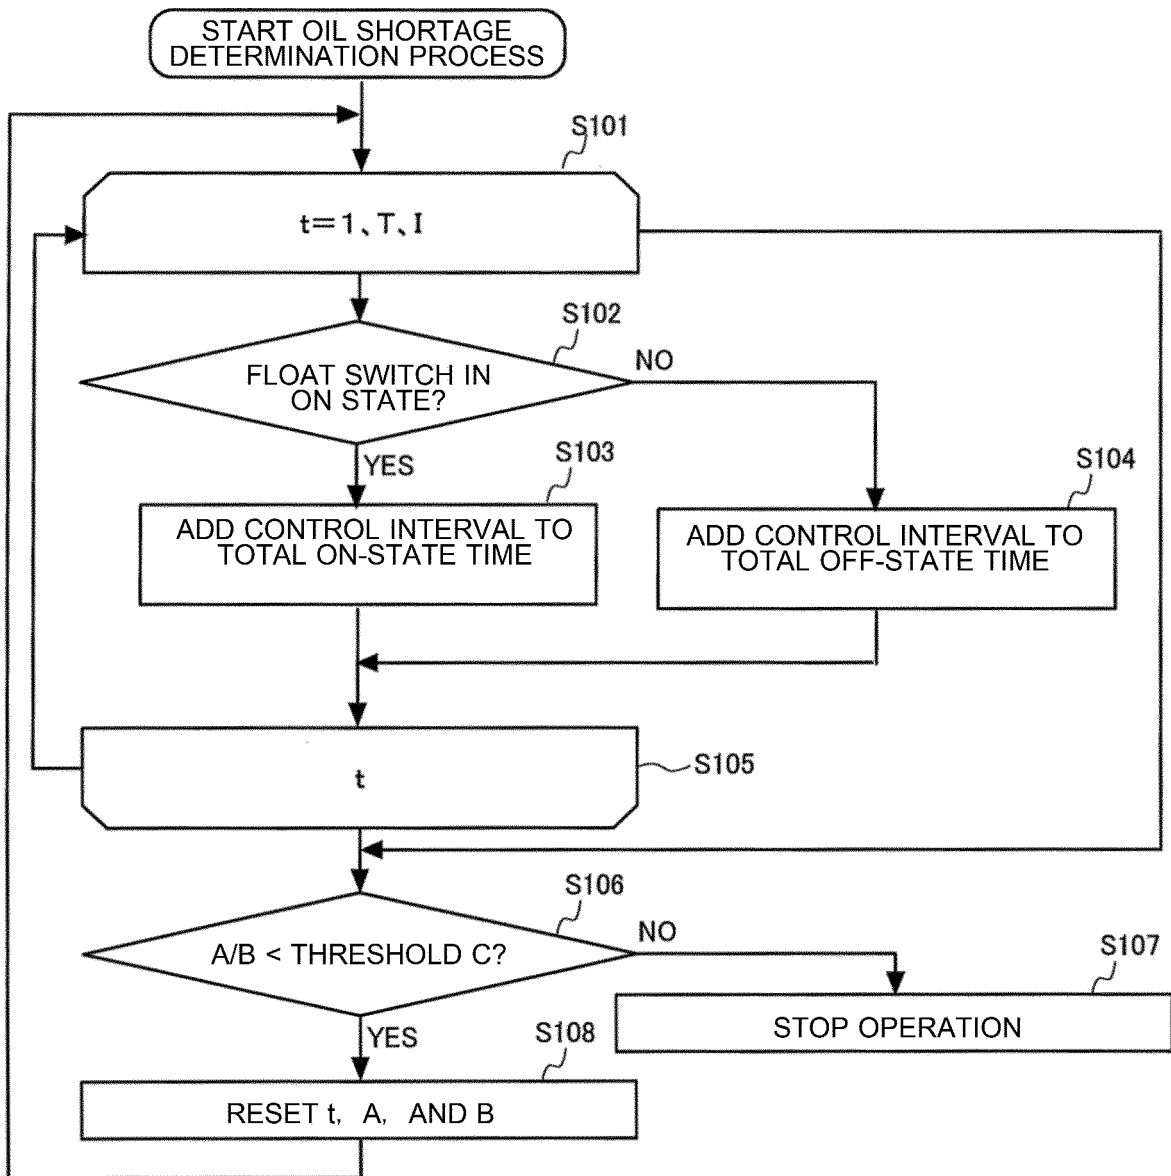 START OIL SHORTAGE
DETERMINATION PROCESS
S101
t=1、T、I
S102
FLOAT SWITCH IN
ON STATE?
NO
YES
S103
ADD CONTROL INTERVAL TO
TOTAL ON-STATE TIME
S104
ADD CONTROL INTERVAL TO
TOTAL OFF-STATE TIME
t
S105
S106
A/B < THRESHOLD C?
NO
S107
STOP OPERATION
YES
S108
RESET t, A, AND B